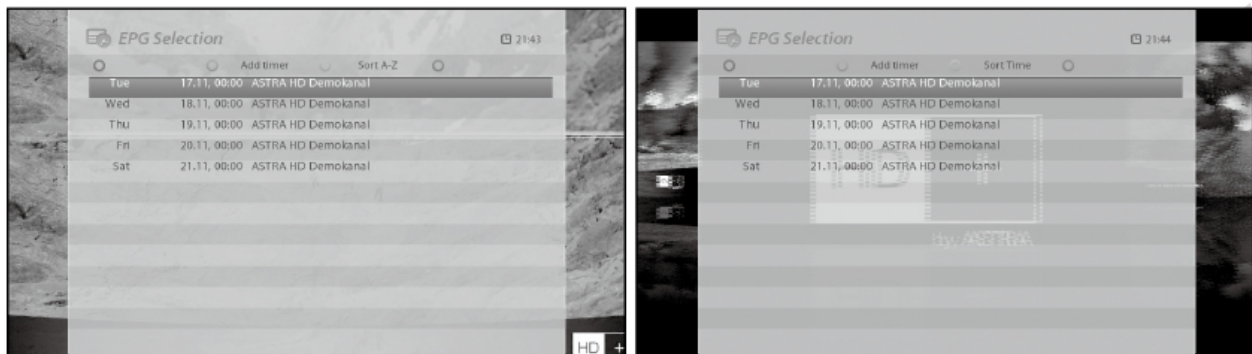 EPG Selection 21:43
Add timer Sort A-Z
Tue 17.11, 00:00 ASTRA HD Demokanal
Wed 18.11, 00:00 ASTRA HD Demokanal
Thu 19.11, 00:00 ASTRA HD Demokanal
Fri 20.11, 00:00 ASTRA HD Demokanal
Sat 21.11, 00:00 ASTRA HD Demokanal
HD +
EPG Selection 21:44
Add timer Sort Time
Tue 17.11, 00:00 ASTRA HD Demokanal
Wed 18.11, 00:00 ASTRA HD Demokanal
Thu 19.11, 00:00 ASTRA HD Demokanal
Fri 20.11, 00:00 ASTRA HD Demokanal
Sat 21.11, 00:00 ASTRA HD Demokanal
HD
by ASTRA